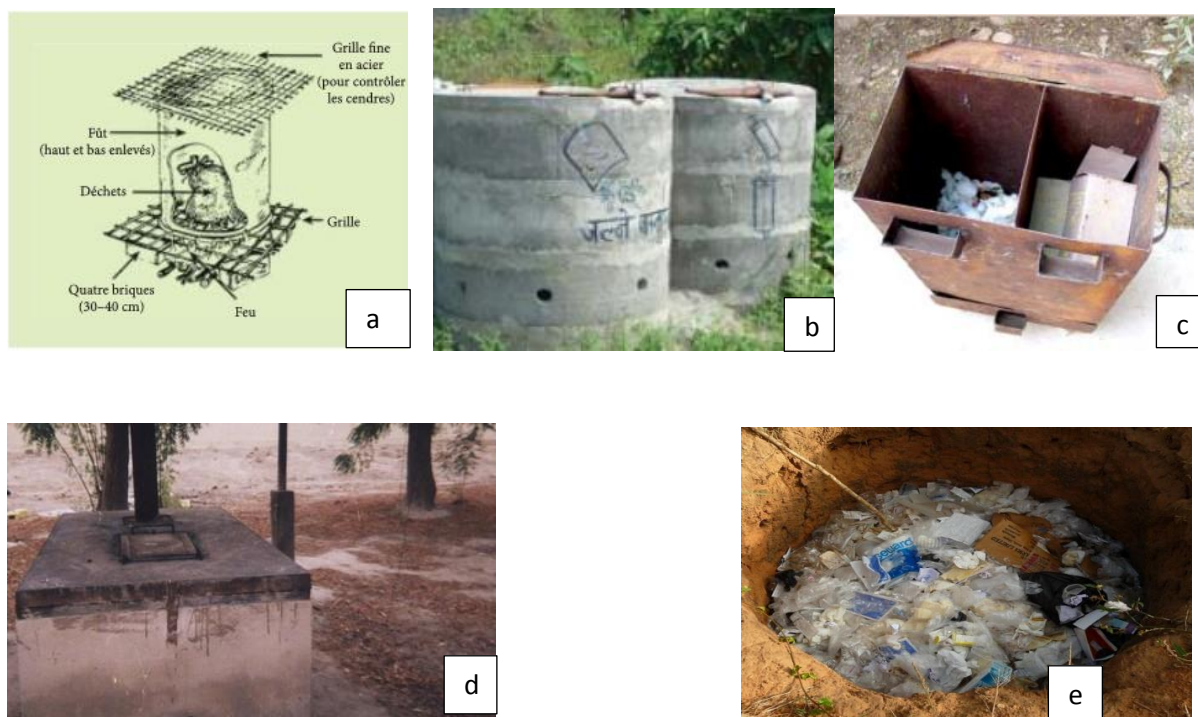 Grille fine
en acier
(pour contrôler
les cendres)
Fût
(haut et bas enlevés)
Déchets
Grille
Quatre briques
(30–40 cm)
Feu
a
जलने
b
c
d
e